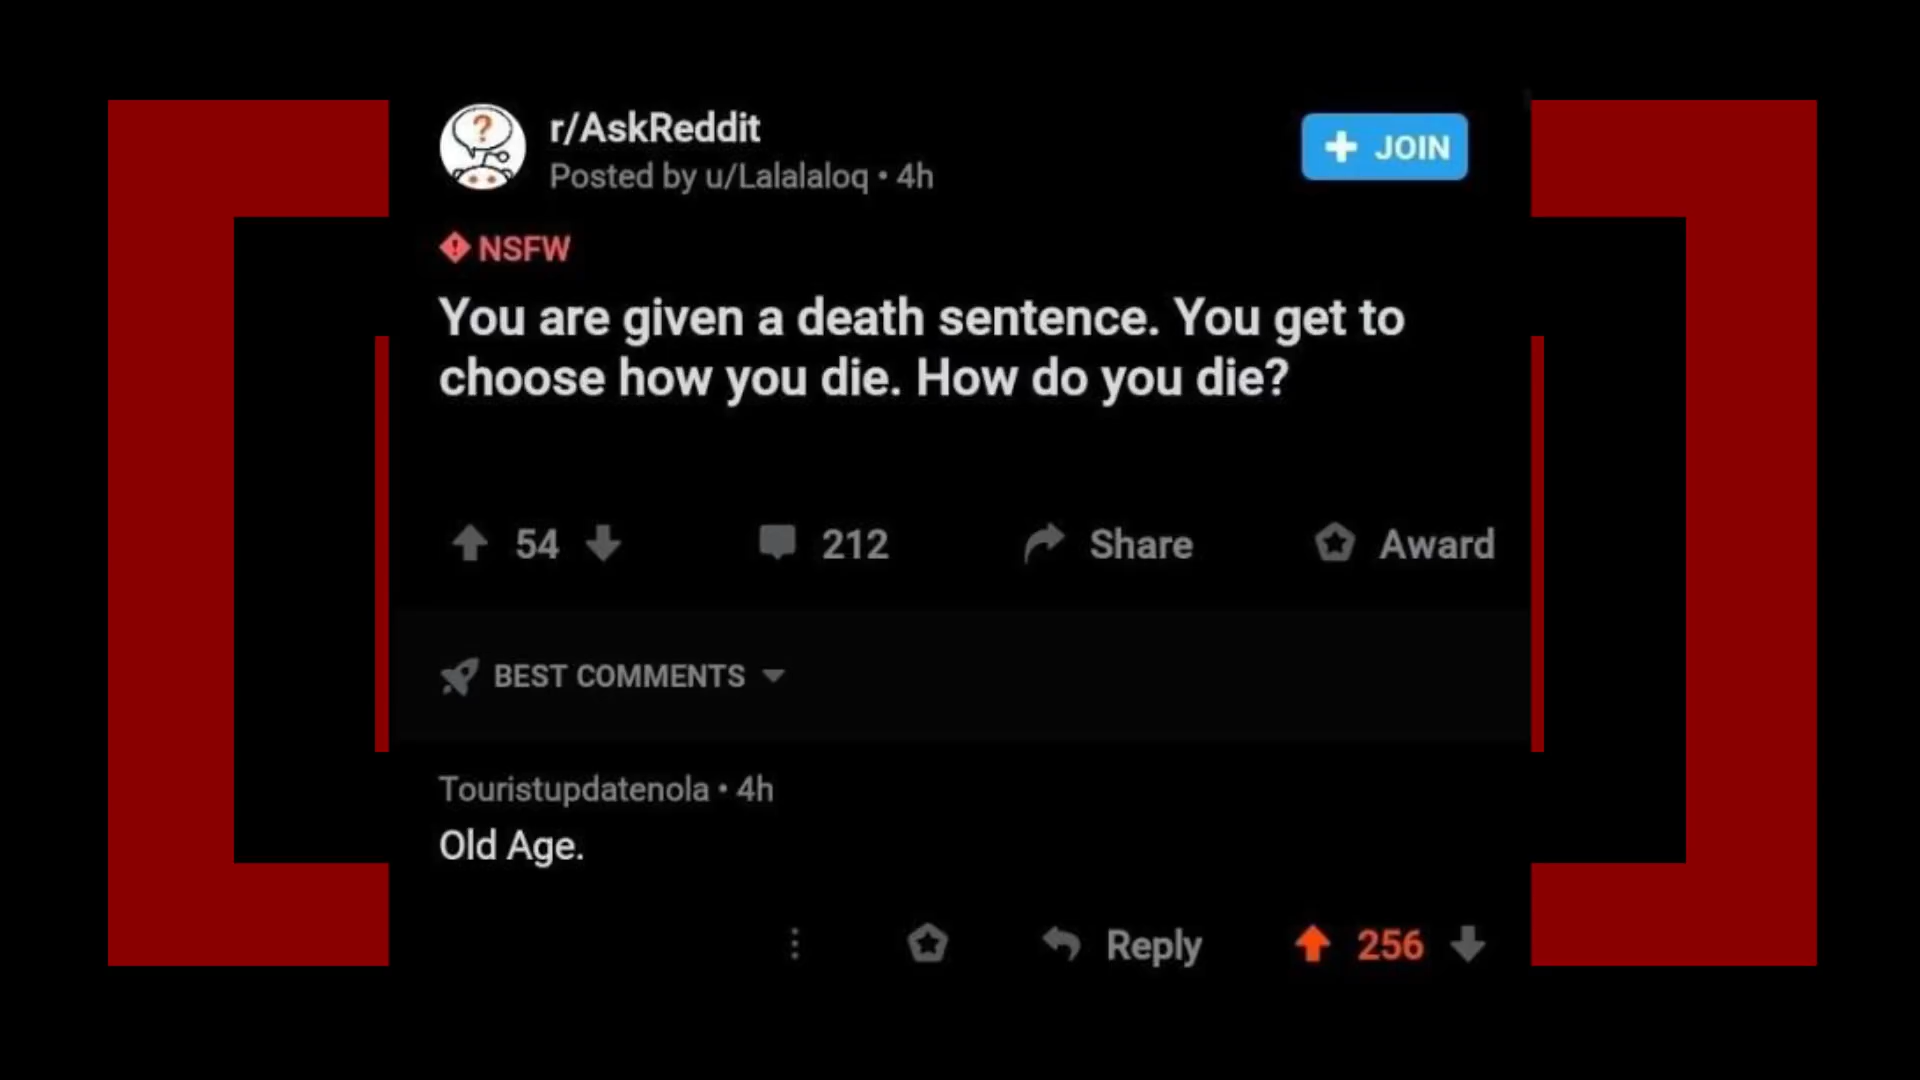 r/AskReddit
Posted by u/Lalalaloq • 4h
+ JOIN
NSFW
You are given a death sentence. You get to
choose how you die. How do you die?
54
212
Share
Award
BEST COMMENTS
Touristupdatenola • 4h
Old Age.
Reply
256